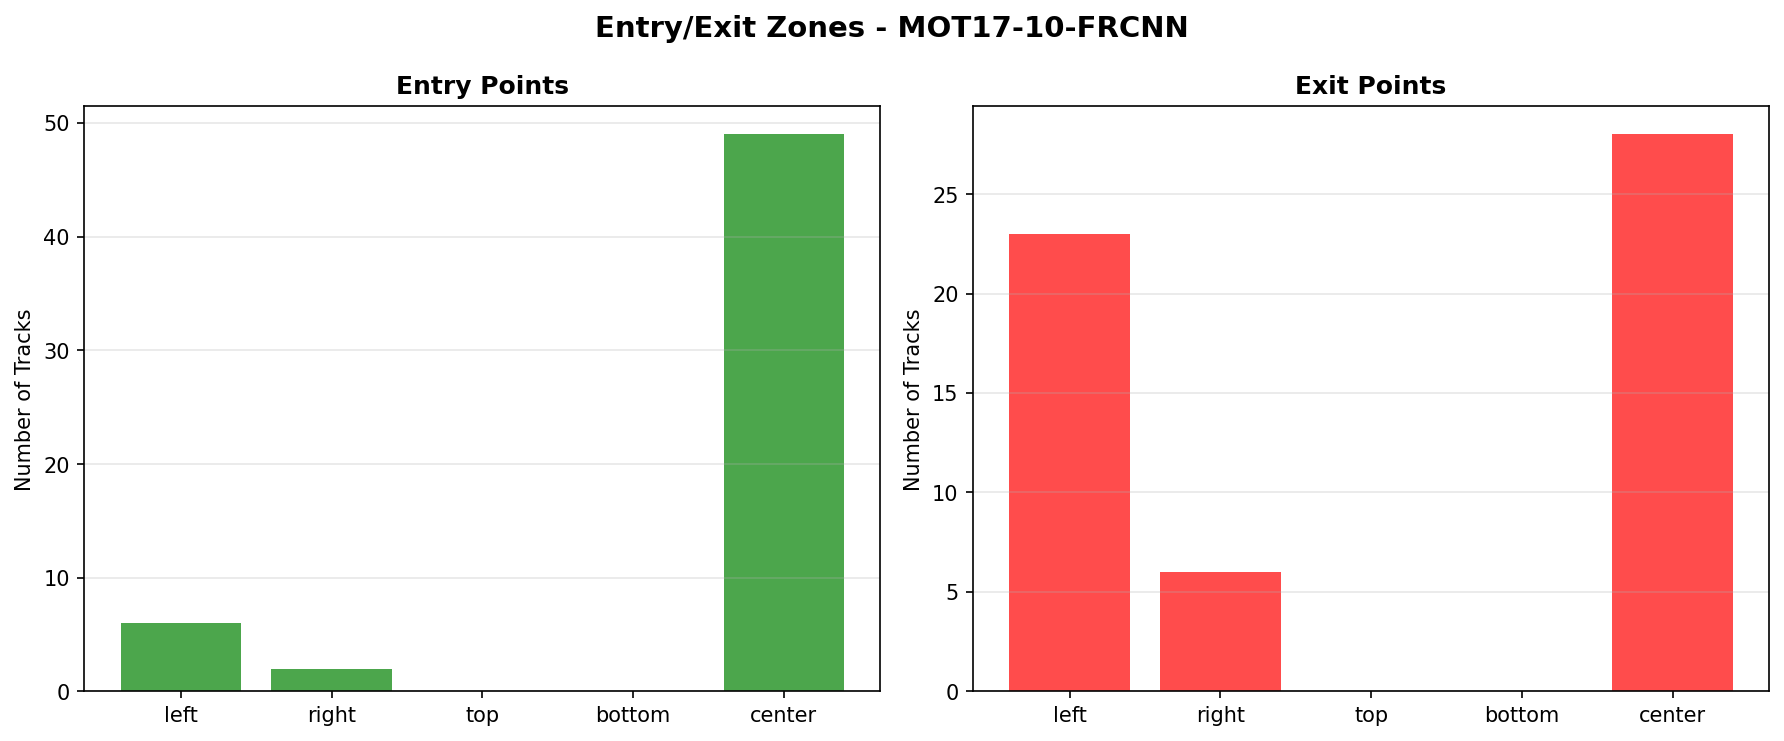 Entry/Exit Zones - MOT17-10-FRCNN
Entry Points
Number of Tracks
50
40
30
20
10
0
left right top bottom center
Exit Points
Number of Tracks
25
20
15
10
5
0
left right top bottom center